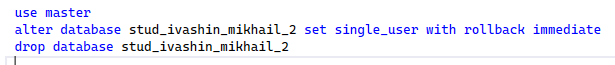 use master
alter database stud_ivashin_mikhail_2 set single_user with rollback immediate
drop database stud_ivashin_mikhail_2